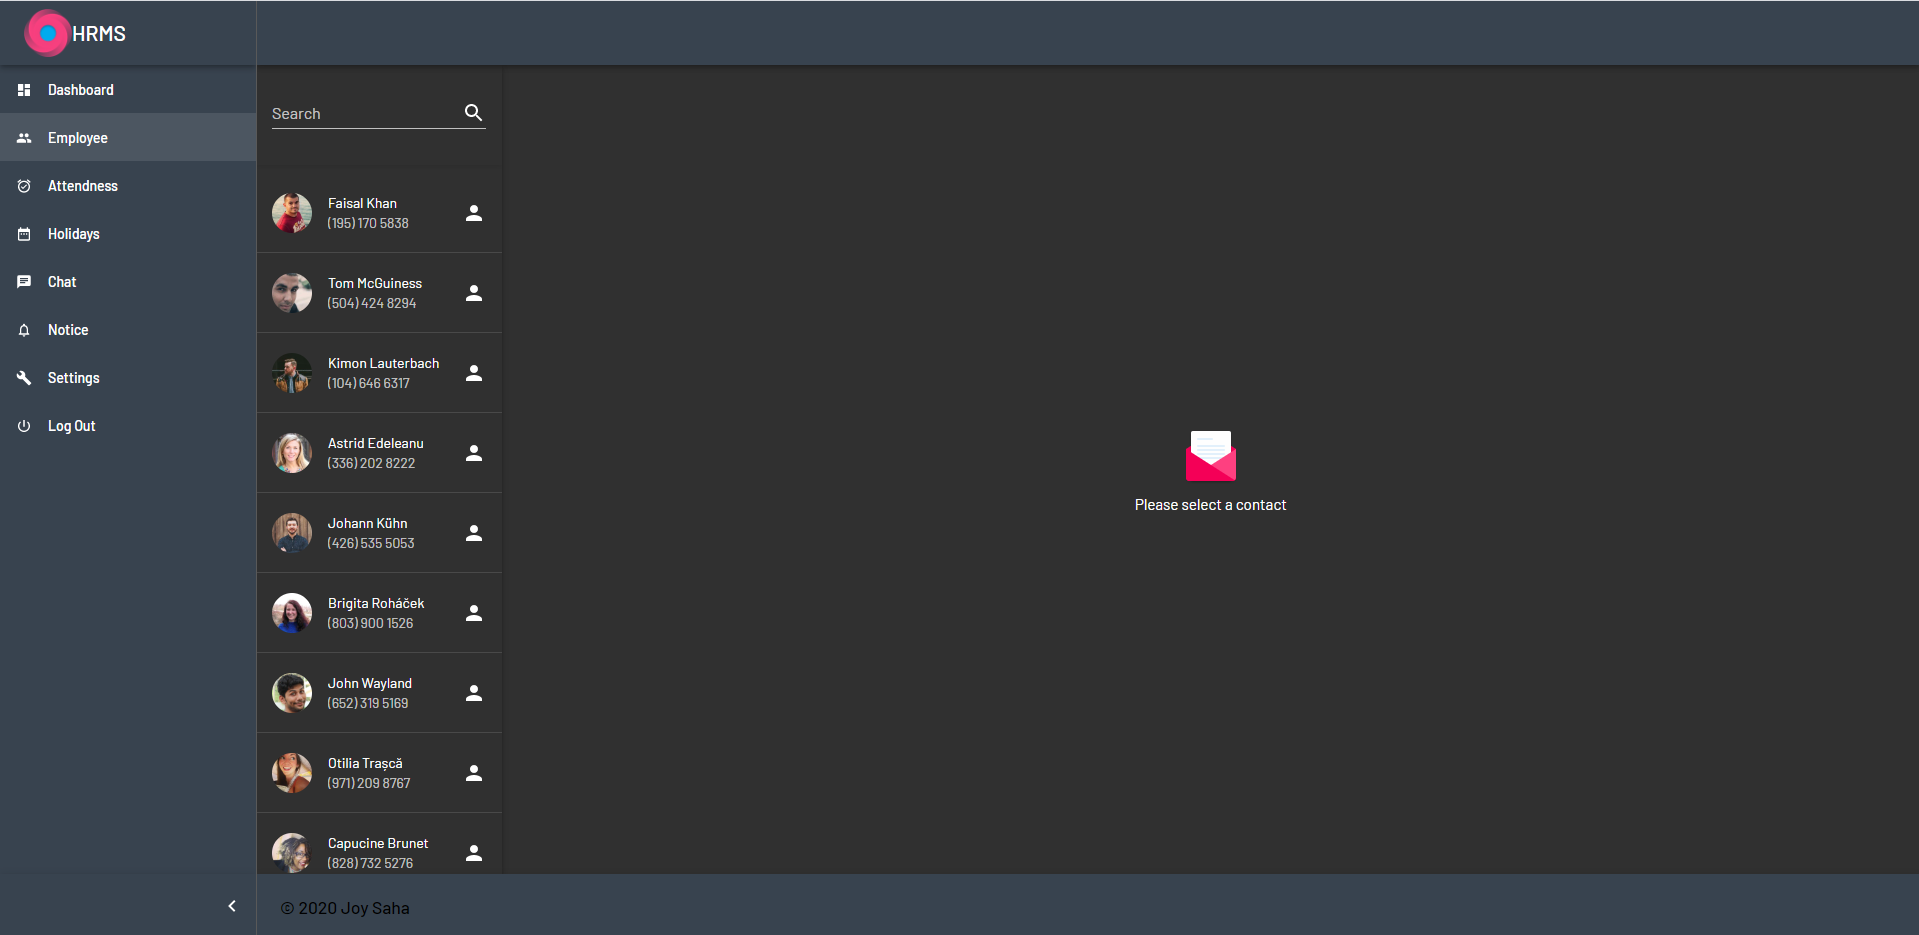 HRMS
Dashboard
Employee
Attendness
Holidays
Chat
Notice
Settings
Log Out
Search
Faisal Khan
(195) 170 5838
Tom McGuiness
(504) 424 8294
Kimon Lauterbach
(104) 646 6317
Astrid Edeleanu
(336) 202 8222
Johann Kühn
(426) 535 5053
Brigita Roháček
(803) 900 1526
John Wayland
(652) 319 5169
Otilia Trașcă
(971) 209 8767
Capucine Brunet
(828) 732 5276
Please select a contact
© 2020 Joy Saha